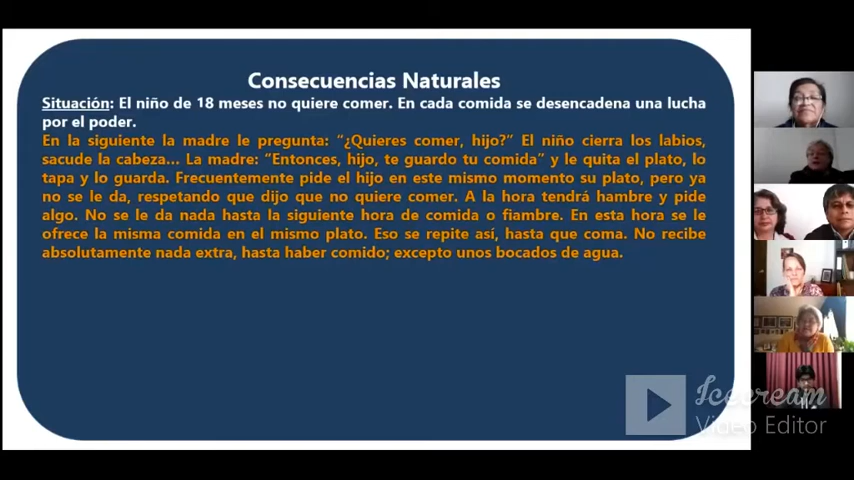 Consecuencias Naturales
Situación: El niño de 18 meses no quiere comer. En cada comida se desencadena una lucha
por el poder.
En la siguiente la madre le pregunta: "¿Quieres comer, hijo?" El niño cierra los labios,
sacude la cabeza... La madre: "Entonces, hijo, te guardo tu comida" y le quita el plato, lo
tapa y lo guarda. Frecuentemente pide el hijo en este mismo momento su plato, pero ya
no se le da, respetando que dijo que no quiere comer. A la hora tendrá hambre y pide
algo. No se le da nada hasta la siguiente hora de comida o fiambre. En esta hora se le
ofrece la misma comida en el mismo plato. Eso se repite así, hasta que coma. No recibe
absolutamente nada extra, hasta haber comido; excepto unos bocados de agua.
Icecream
Video Editor